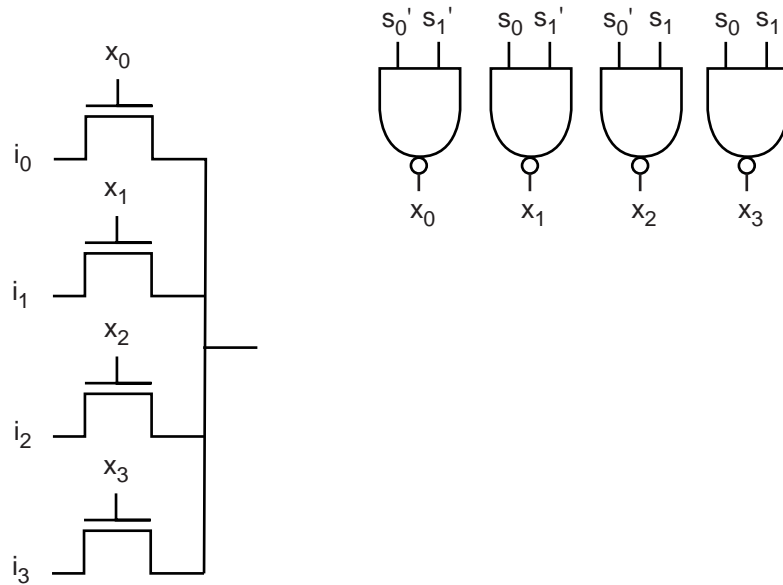 s₀' s₁' s₀ s₁' s₀' s₁ s₀ s₁
x₀
i₀
x₁
x₀ x₁ x₂ x₃
i₁
x₂
i₂
x₃
i₃